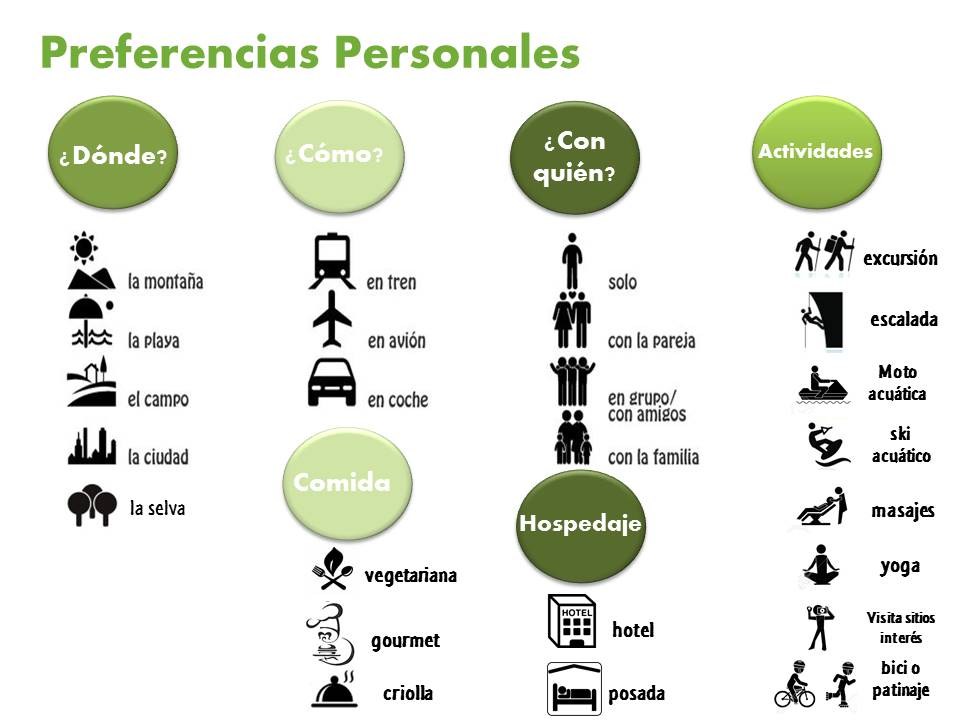 Preferencias Personales
¿Dónde?
la montaña
la playa
el campo
la ciudad
la selva
¿Cómo?
en tren
en avión
en coche
Comida
vegetariana
gourmet
criolla
¿Con
quién?
solo
con la pareja
en grupo/
con amigos
con la familia
Hospedaje
HOTEL
hotel
posada
Actividades
excursión
escalada
Moto
acuática
ski
acuático
masajes
yoga
Visita sitios
interés
bici o
patinaje